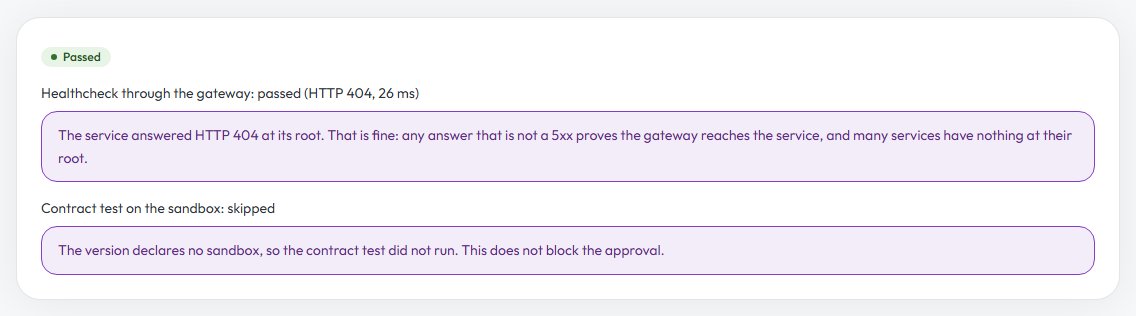 Passed
Healthcheck through the gateway: passed (HTTP 404, 26 ms)
The service answered HTTP 404 at its root. That is fine: any answer that is not a 5xx proves the gateway reaches the service, and many services have nothing at their
root.
Contract test on the sandbox: skipped
The version declares no sandbox, so the contract test did not run. This does not block the approval.